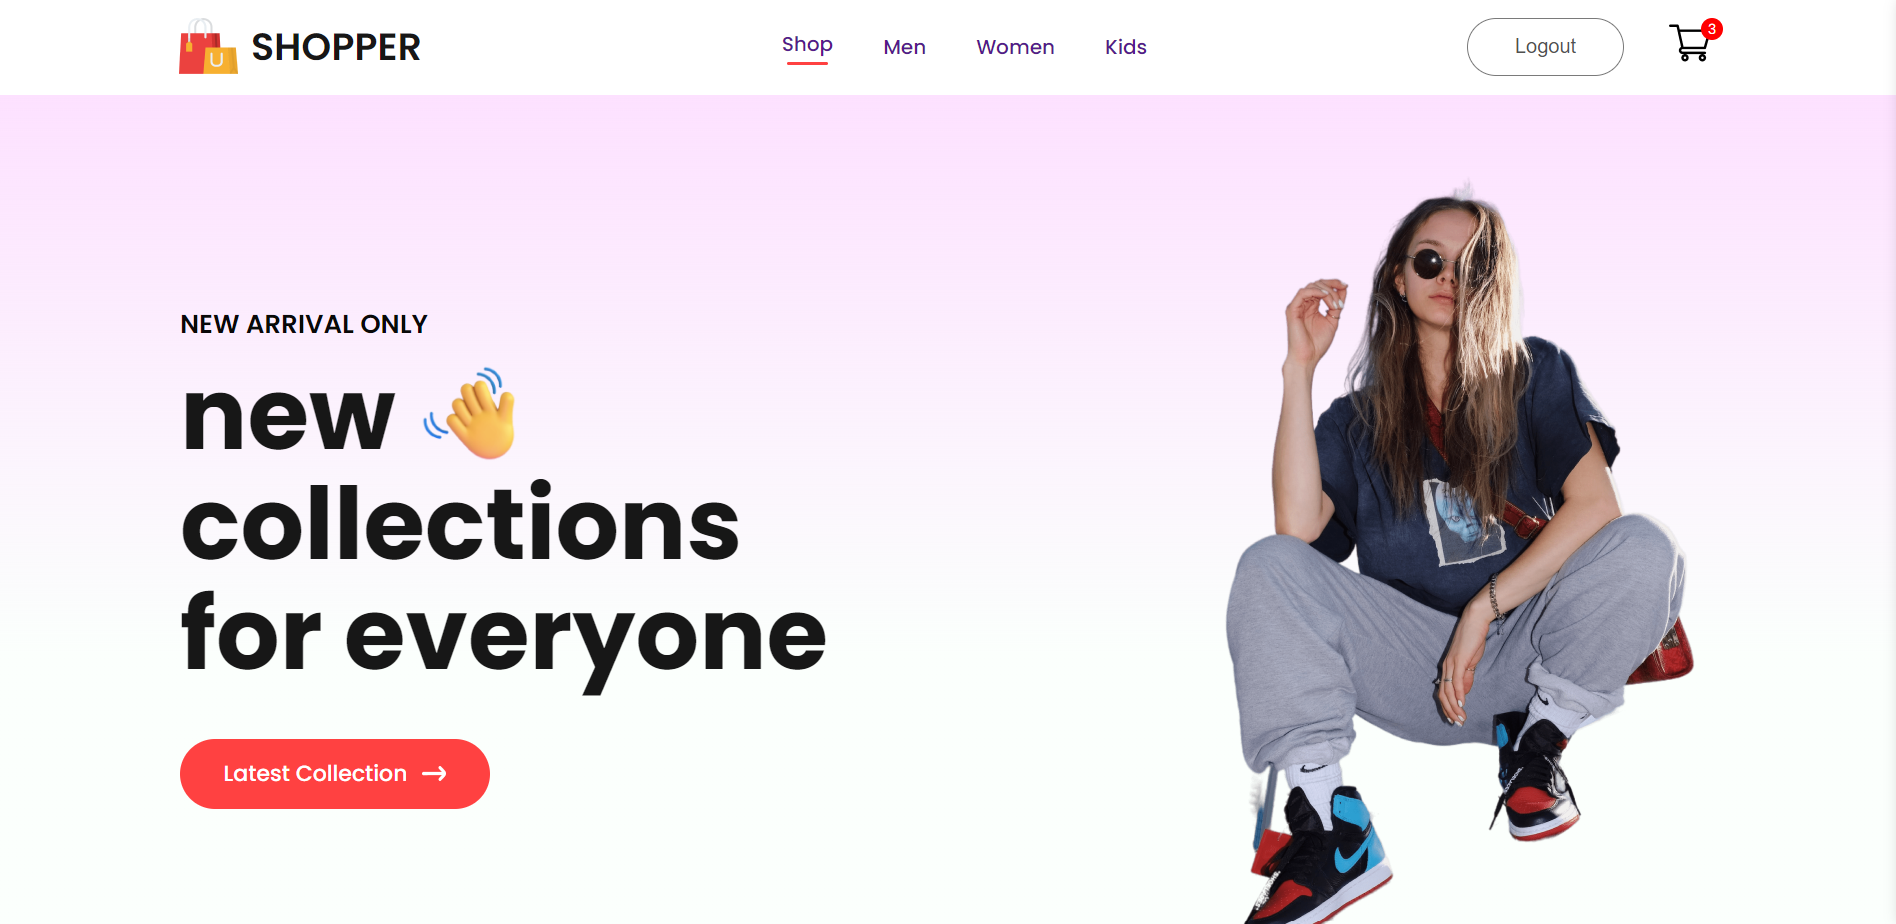 SHOPPER
Shop Men Women Kids
Logout
3
NEW ARRIVAL ONLY
new 👋
collections
for everyone
Latest Collection →